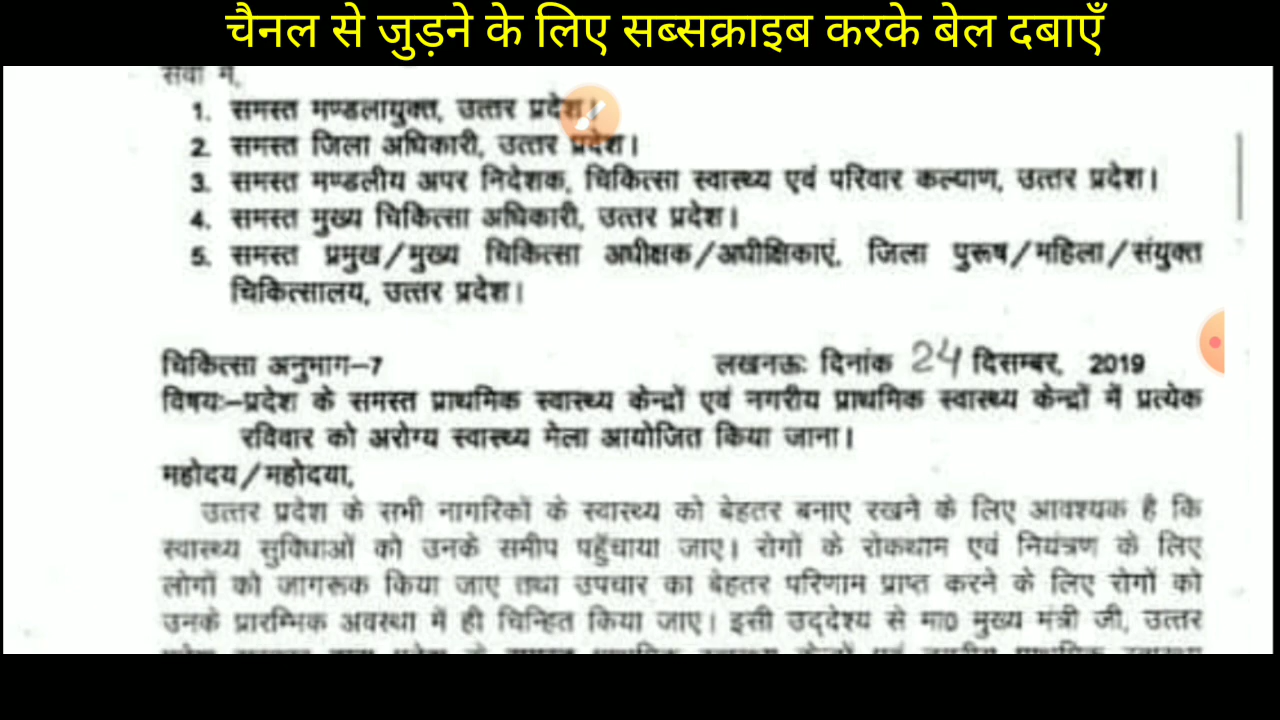 चैनल से जुड़ने के लिए सब्सक्राइब करके बेल दबाएँ
सेवा में,
1. समस्त मण्डलायुक्त, उत्तर प्रदेश।
2. समस्त जिला अधिकारी, उत्तर प्रदेश।
3. समस्त मण्डलीय अपर निदेशक, चिकित्सा स्वास्थ्य एवं परिवार कल्याण, उत्तर प्रदेश।
4. समस्त मुख्य चिकित्सा अधिकारी, उत्तर प्रदेश।
5. समस्त प्रमुख/मुख्य चिकित्सा अधीक्षक/अधीक्षिकाएं, जिला पुरूष/महिला/संयुक्त
चिकित्सालय, उत्तर प्रदेश।
चिकित्सा अनुभाग-7 लखनऊः दिनांक 24 दिसम्बर, 2019
विषयः-प्रदेश के समस्त प्राथमिक स्वास्थ्य केन्द्रों एवं नगरीय प्राथमिक स्वास्थ्य केन्द्रों में प्रत्येक
रविवार को अरोग्य स्वास्थ्य मेला आयोजित किया जाना।
महोदय/महोदया,
उत्तर प्रदेश के सभी नागरिकों के स्वास्थ्य को बेहतर बनाए रखने के लिए आवश्यक है कि
स्वास्थ्य सुविधाओं को उनके समीप पहुँचाया जाए। रोगों के रोकथाम एवं नियंत्रण के लिए
लोगों को जागरूक किया जाए तथा उपचार का बेहतर परिणाम प्राप्त करने के लिए रोगों को
उनके प्रारम्भिक अवस्था में ही चिन्हित किया जाए। इसी उद्देश्य से मा0 मुख्य मंत्री जी, उत्तर